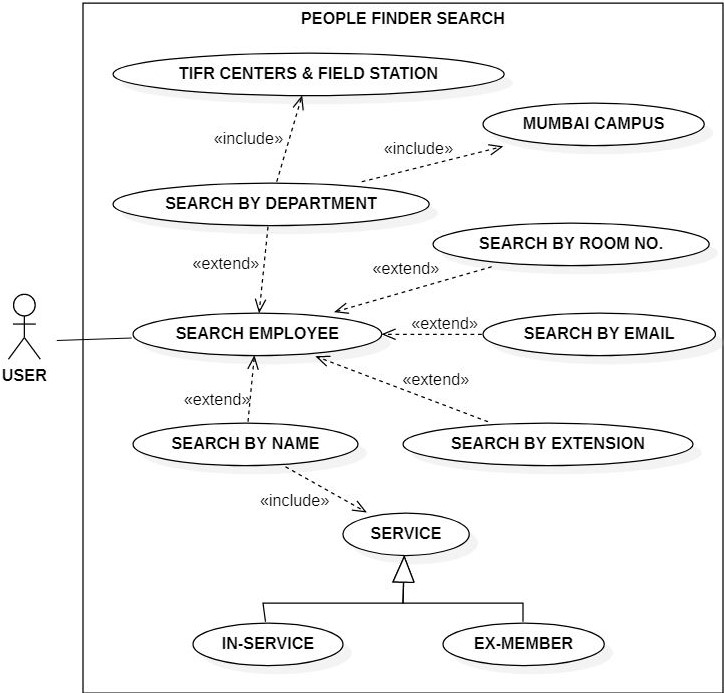 PEOPLE FINDER SEARCH
TIFR CENTERS & FIELD STATION
MUMBAI CAMPUS
«include»
«include»
SEARCH BY DEPARTMENT
SEARCH BY ROOM NO.
«extend»
«extend»
SEARCH EMPLOYEE
«extend»
SEARCH BY EMAIL
USER
«extend»
«extend»
SEARCH BY NAME
SEARCH BY EXTENSION
«include»
SERVICE
IN-SERVICE
EX-MEMBER